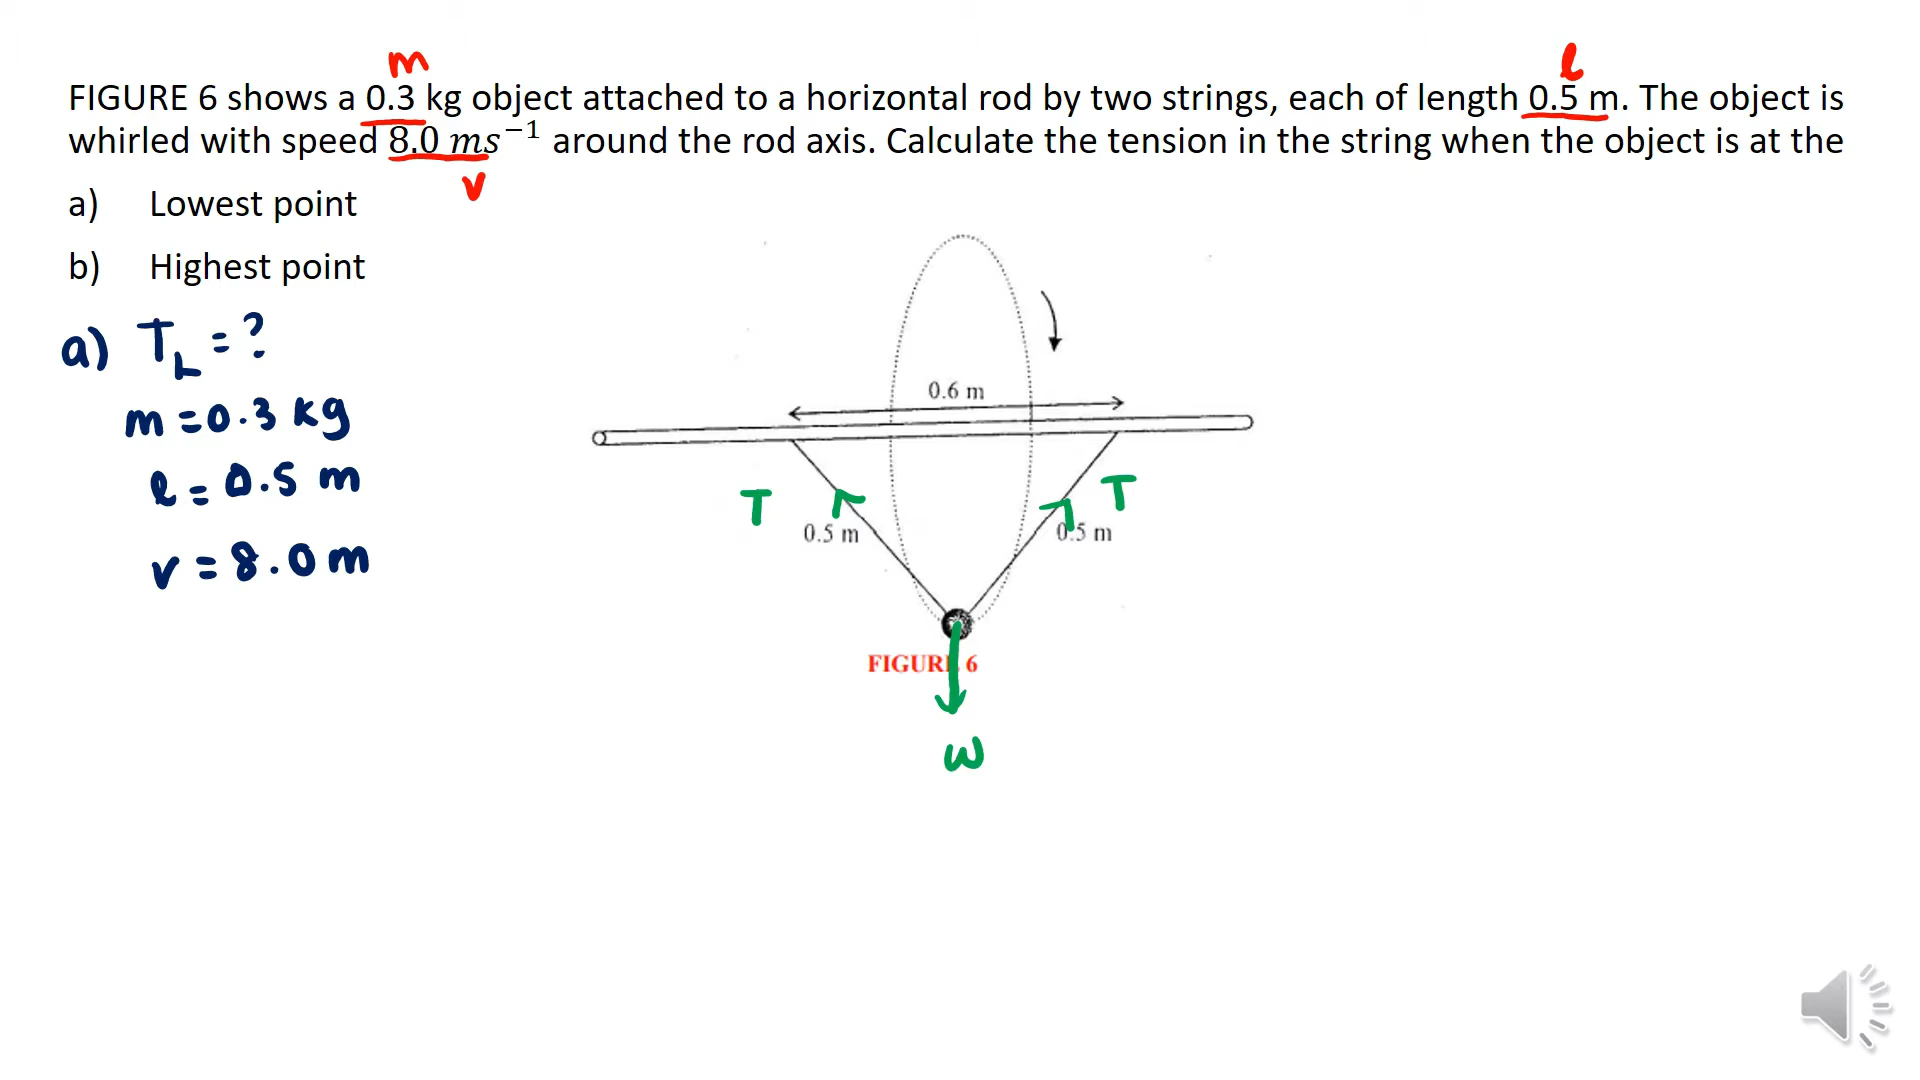 m
l
FIGURE 6 shows a 0.3 kg object attached to a horizontal rod by two strings, each of length 0.5 m. The object is
whirled with speed 8.0 ms⁻¹ around the rod axis. Calculate the tension in the string when the object is at the
v
a) Lowest point
b) Highest point
a) T_L = ?
m = 0.3 kg
l = 0.5 m
v = 8.0 m
0.6 m
T
T
0.5 m
0.5 m
FIGURE 6
W